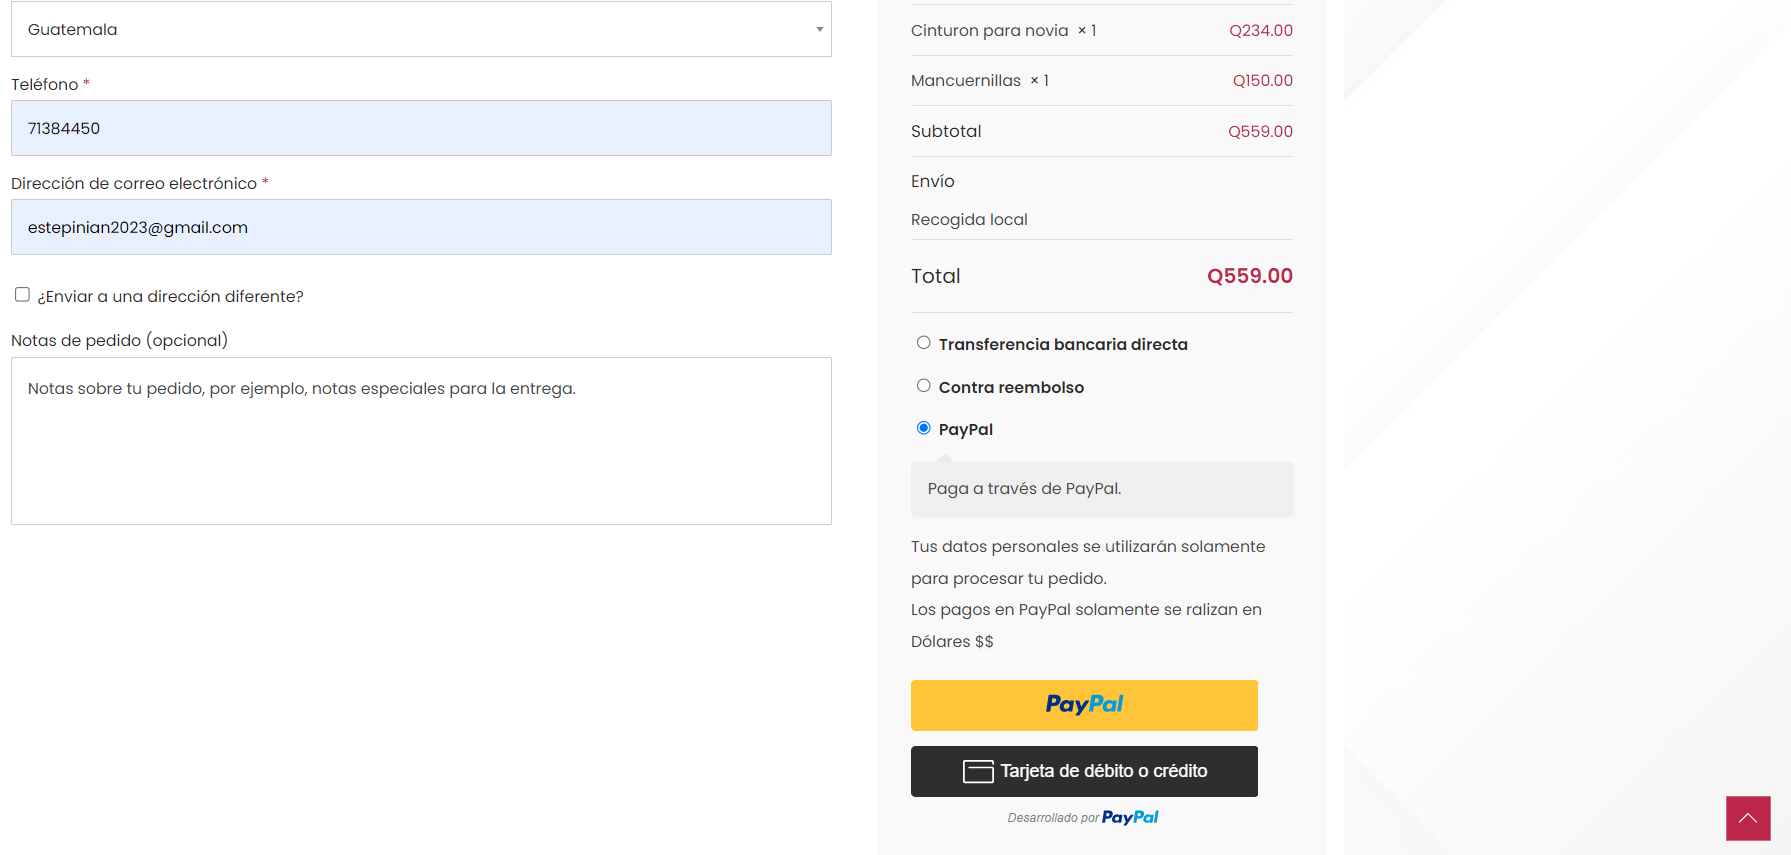 Guatemala
Teléfono *
71384450
Dirección de correo electrónico *
estepinian2023@gmail.com
¿Enviar a una dirección diferente?
Notas de pedido (opcional)
Notas sobre tu pedido, por ejemplo, notas especiales para la entrega.
Cinturon para novia × 1 Q234.00
Mancuernillas × 1 Q150.00
Subtotal Q559.00
Envío
Recogida local
Total Q559.00
Transferencia bancaria directa
Contra reembolso
PayPal
Paga a través de PayPal.
Tus datos personales se utilizarán solamente
para procesar tu pedido.
Los pagos en PayPal solamente se ralizan en
Dólares $$
PayPal
Tarjeta de débito o crédito
Desarrollado por PayPal